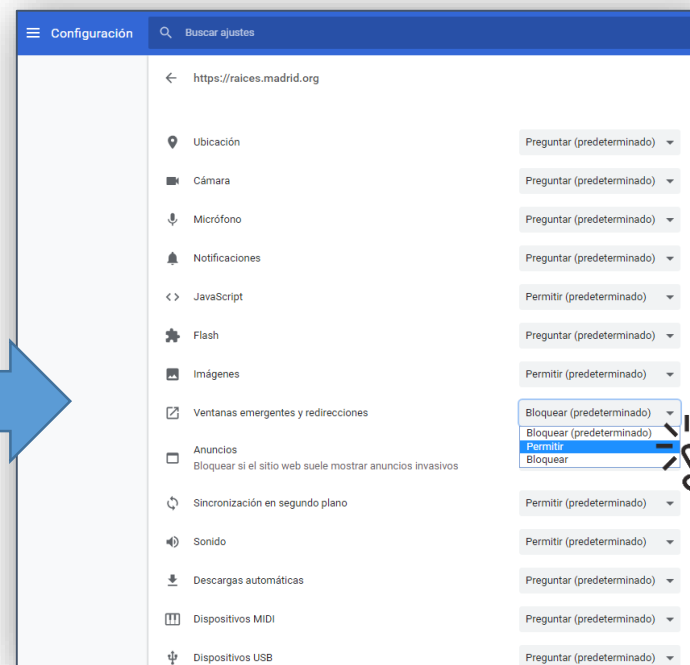 Configuración
Buscar ajustes
https://raices.madrid.org
Ubicación Preguntar (predeterminado)
Cámara Preguntar (predeterminado)
Micrófono Preguntar (predeterminado)
Notificaciones Preguntar (predeterminado)
JavaScript Permitir (predeterminado)
Flash Preguntar (predeterminado)
Imágenes Permitir (predeterminado)
Ventanas emergentes y redirecciones Bloquear (predeterminado)
Bloquear (predeterminado)
Permitir
Bloquear
Anuncios
Bloquear si el sitio web suele mostrar anuncios invasivos
Sincronización en segundo plano Permitir (predeterminado)
Sonido Permitir (predeterminado)
Descargas automáticas Preguntar (predeterminado)
Dispositivos MIDI Preguntar (predeterminado)
Dispositivos USB Preguntar (predeterminado)